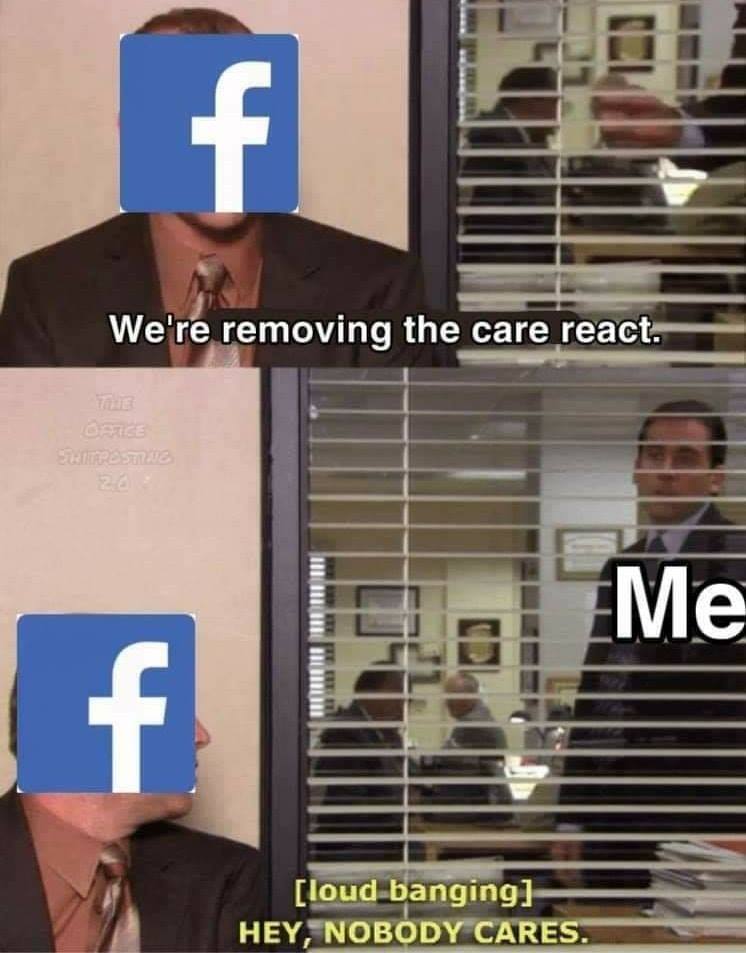 f
We're removing the care react.
THE
OFFICE
SHITPOSTING
2.0
Me
f
[loud banging]
HEY, NOBODY CARES.